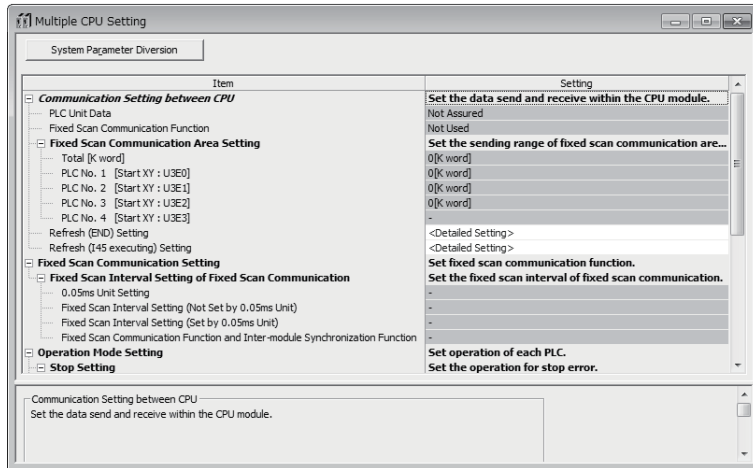 Multiple CPU Setting
System Parameter Diversion
Item Setting
Communication Setting between CPU Set the data send and receive within the CPU module.
PLC Unit Data Not Assured
Fixed Scan Communication Function Not Used
Fixed Scan Communication Area Setting Set the sending range of fixed scan communication are...
Total [K word] 0[K word]
PLC No. 1 [Start XY : U3E0] 0[K word]
PLC No. 2 [Start XY : U3E1] 0[K word]
PLC No. 3 [Start XY : U3E2] 0[K word]
PLC No. 4 [Start XY : U3E3] -
Refresh (END) Setting <Detailed Setting>
Refresh (I45 executing) Setting <Detailed Setting>
Fixed Scan Communication Setting Set fixed scan communication function.
Fixed Scan Interval Setting of Fixed Scan Communication Set the fixed scan interval of fixed scan communication.
0.05ms Unit Setting -
Fixed Scan Interval Setting (Not Set by 0.05ms Unit) -
Fixed Scan Interval Setting (Set by 0.05ms Unit) -
Fixed Scan Communication Function and Inter-module Synchronization Function -
Operation Mode Setting Set operation of each PLC.
Stop Setting Set the operation for stop error.
Communication Setting between CPU
Set the data send and receive within the CPU module.